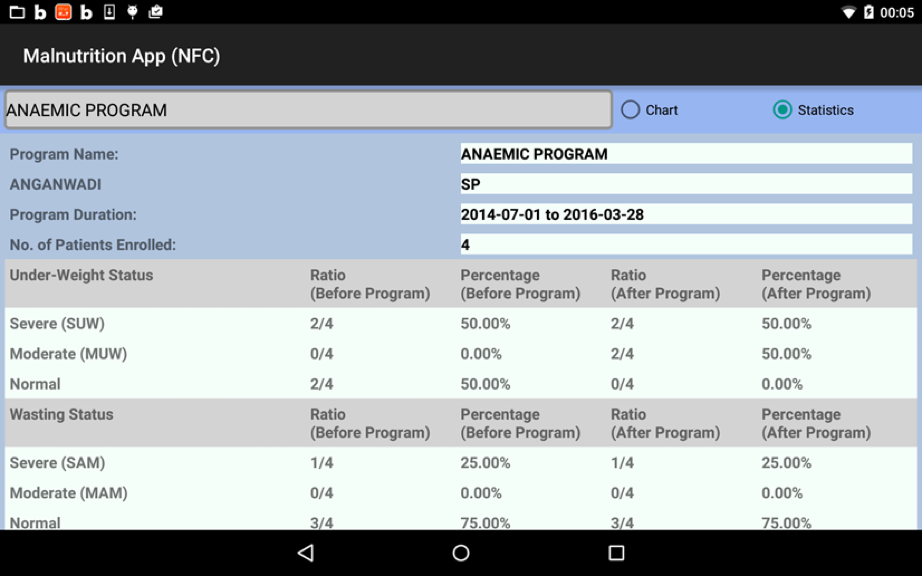 00:05
Malnutrition App (NFC)
ANAEMIC PROGRAM Chart Statistics
Program Name: ANAEMIC PROGRAM
ANGANWADI SP
Program Duration: 2014-07-01 to 2016-03-28
No. of Patients Enrolled: 4
Under-Weight Status Ratio Percentage Ratio Percentage
(Before Program) (Before Program) (After Program) (After Program)
Severe (SUW) 2/4 50.00% 2/4 50.00%
Moderate (MUW) 0/4 0.00% 2/4 50.00%
Normal 2/4 50.00% 0/4 0.00%
Wasting Status Ratio Percentage Ratio Percentage
(Before Program) (Before Program) (After Program) (After Program)
Severe (SAM) 1/4 25.00% 1/4 25.00%
Moderate (MAM) 0/4 0.00% 0/4 0.00%
Normal 3/4 75.00% 3/4 75.00%